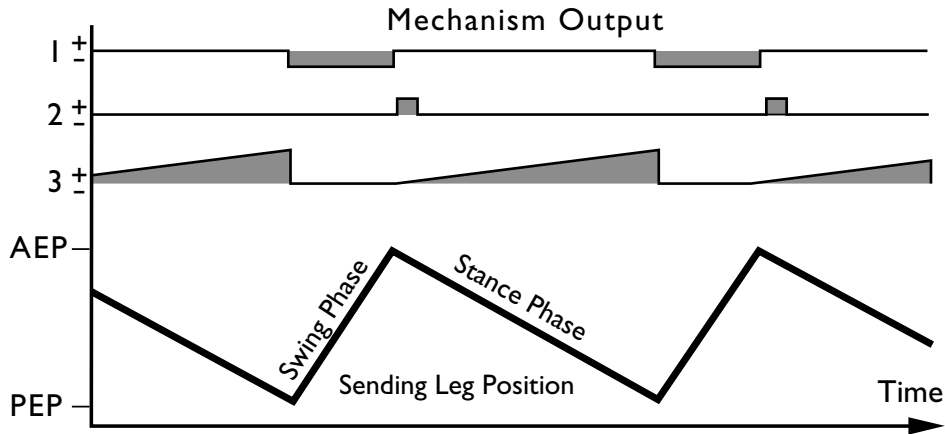 Mechanism Output
1 + -
2 + -
3 + -
AEP
Swing Phase
Stance Phase
Sending Leg Position
Time
PEP